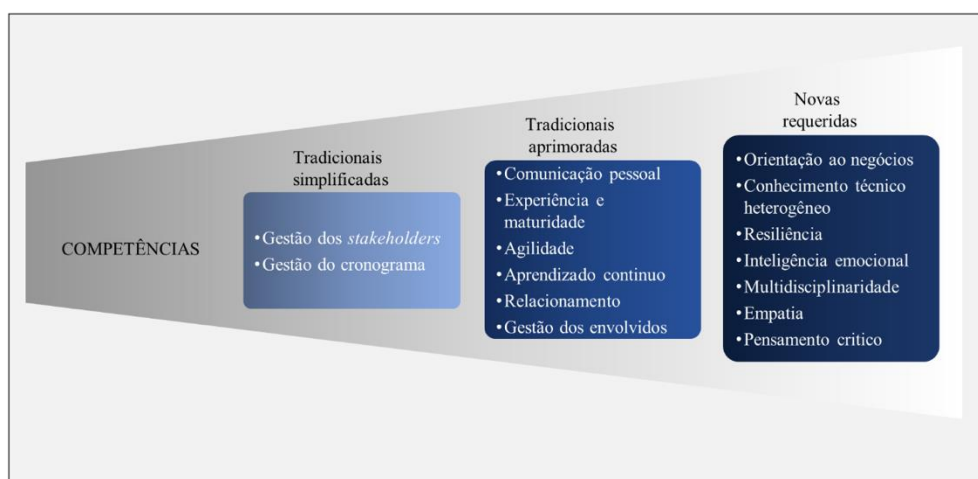 COMPETÊNCIAS
Tradicionais
simplificadas
•Gestão dos stakeholders
•Gestão do cronograma
Tradicionais
aprimoradas
•Comunicação pessoal
•Experiência e
maturidade
•Agilidade
•Aprendizado continuo
•Relacionamento
•Gestão dos envolvidos
Novas
requeridas
•Orientação ao negócios
•Conhecimento técnico
heterogêneo
•Resiliência
•Inteligência emocional
•Multidisciplinaridade
•Empatia
•Pensamento critico